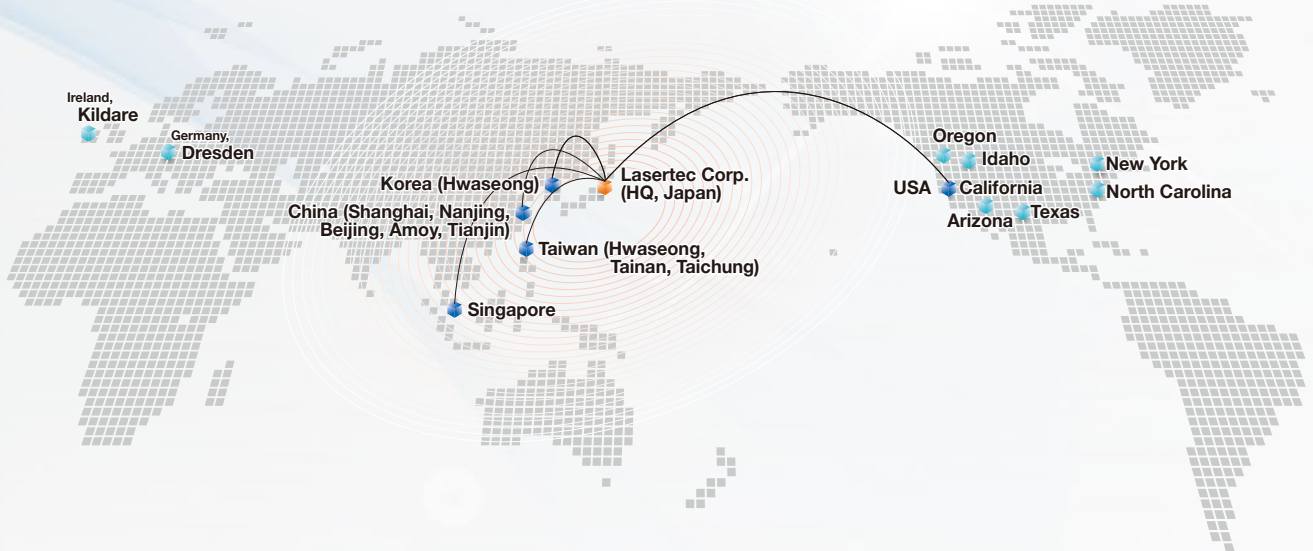 Ireland,
Kildare
Germany,
Dresden
Korea (Hwaseong)
China (Shanghai, Nanjing,
Beijing, Amoy, Tianjin)
Lasertec Corp.
(HQ, Japan)
Taiwan (Hwaseong,
Tainan, Taichung)
Singapore
Oregon
Idaho
USA
California
Arizona
Texas
New York
North Carolina